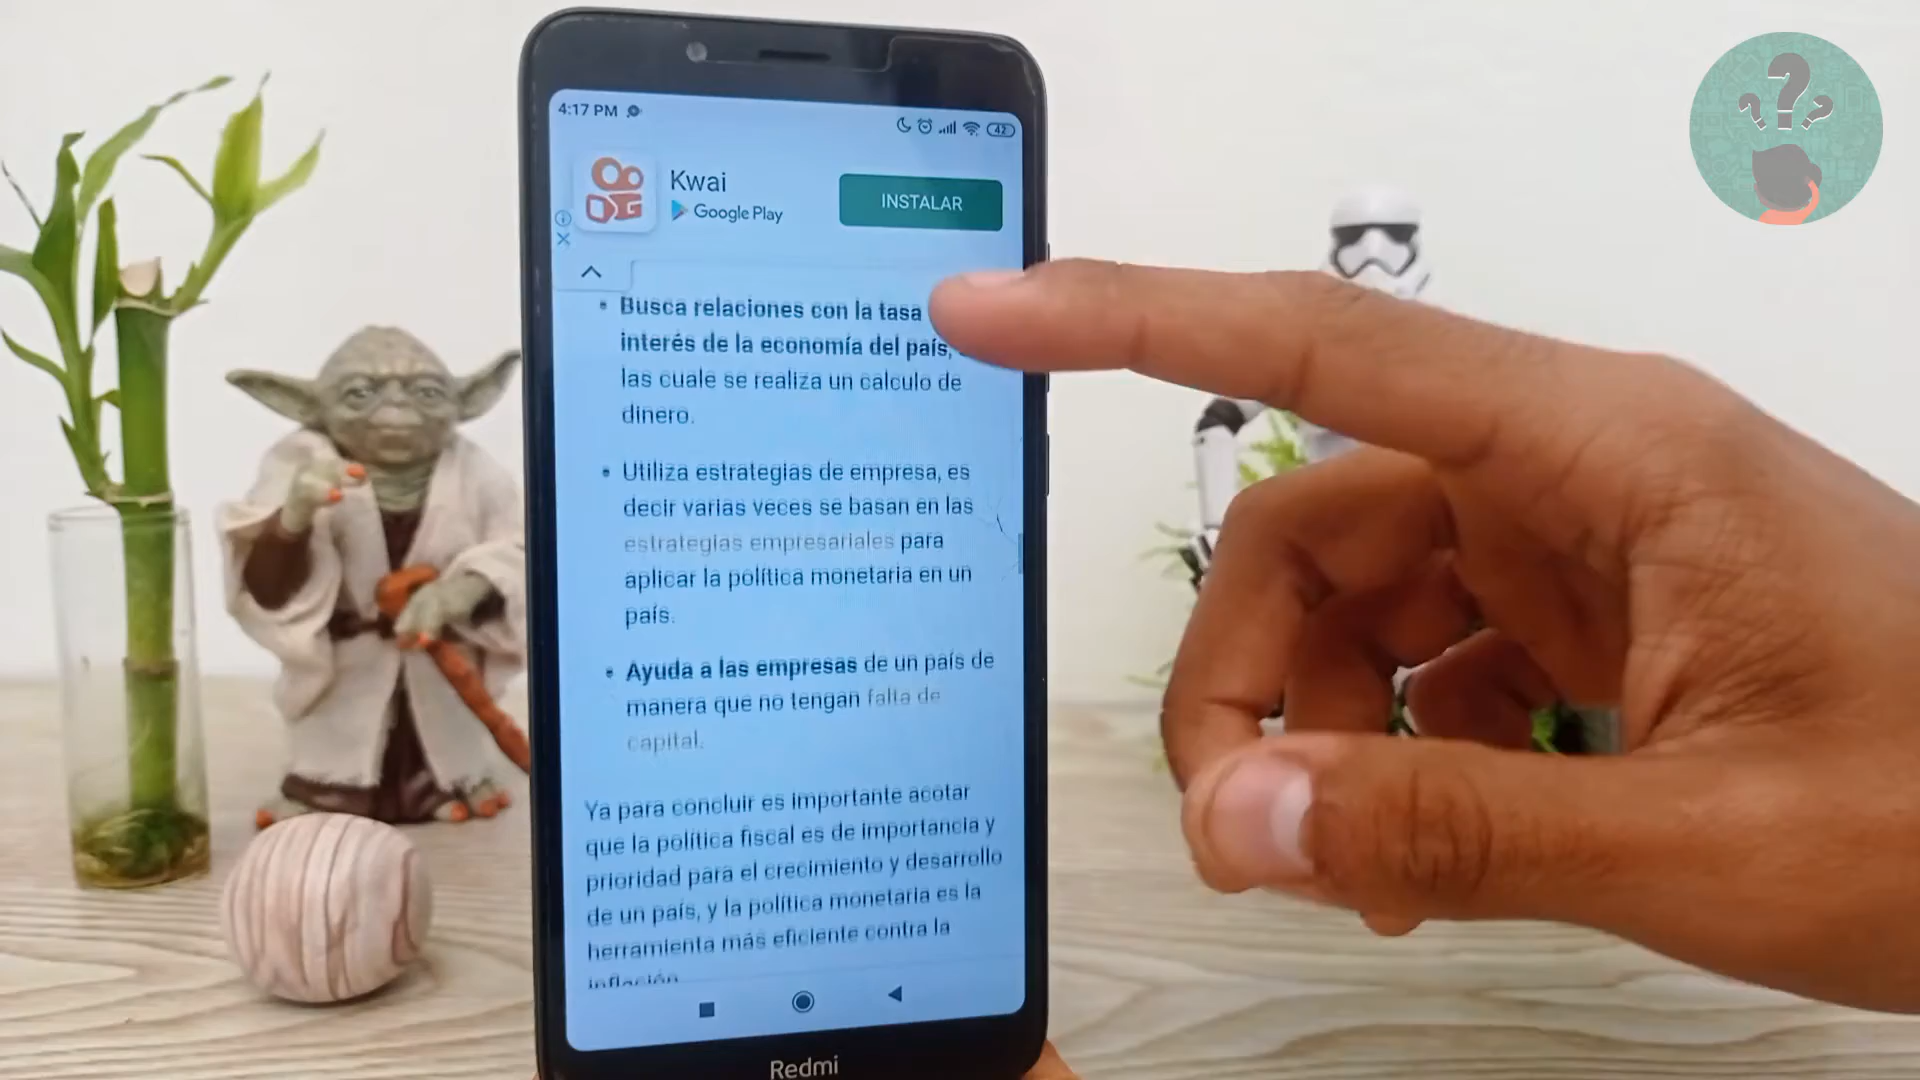 4:17 PM
42
Kwai
Google Play
INSTALAR
Busca relaciones con la tasa
interés de la economía del país,
las cuale se realiza un calculo de
dinero.
Utiliza estrategias de empresa, es
decir varias veces se basan en las
estrategias empresariales para
aplicar la política monetaria en un
país.
Ayuda a las empresas de un país de
manera que no tengan falta de
capital.
Ya para concluir es importante acotar
que la política fiscal es de importancia y
prioridad para el crecimiento y desarrollo
de un país, y la política monetaria es la
herramienta más eficiente contra la
inflación
Redmi